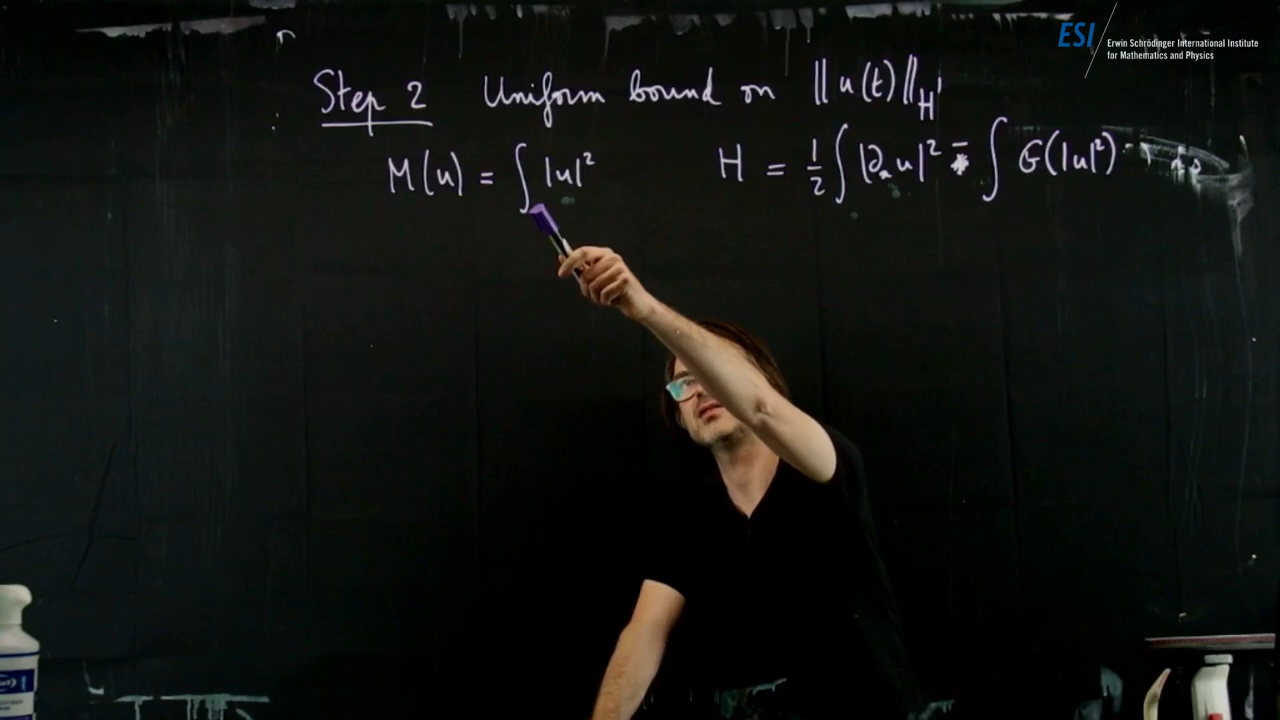 ESI Erwin Schrödinger International Institute
for Mathematics and Physics
Step 2 Uniform bound on ||u(t)||_{H^1}
M(u) = ∫ |u|² H = ½ ∫ |∂ₓu|² - ∫ G(|u|²)